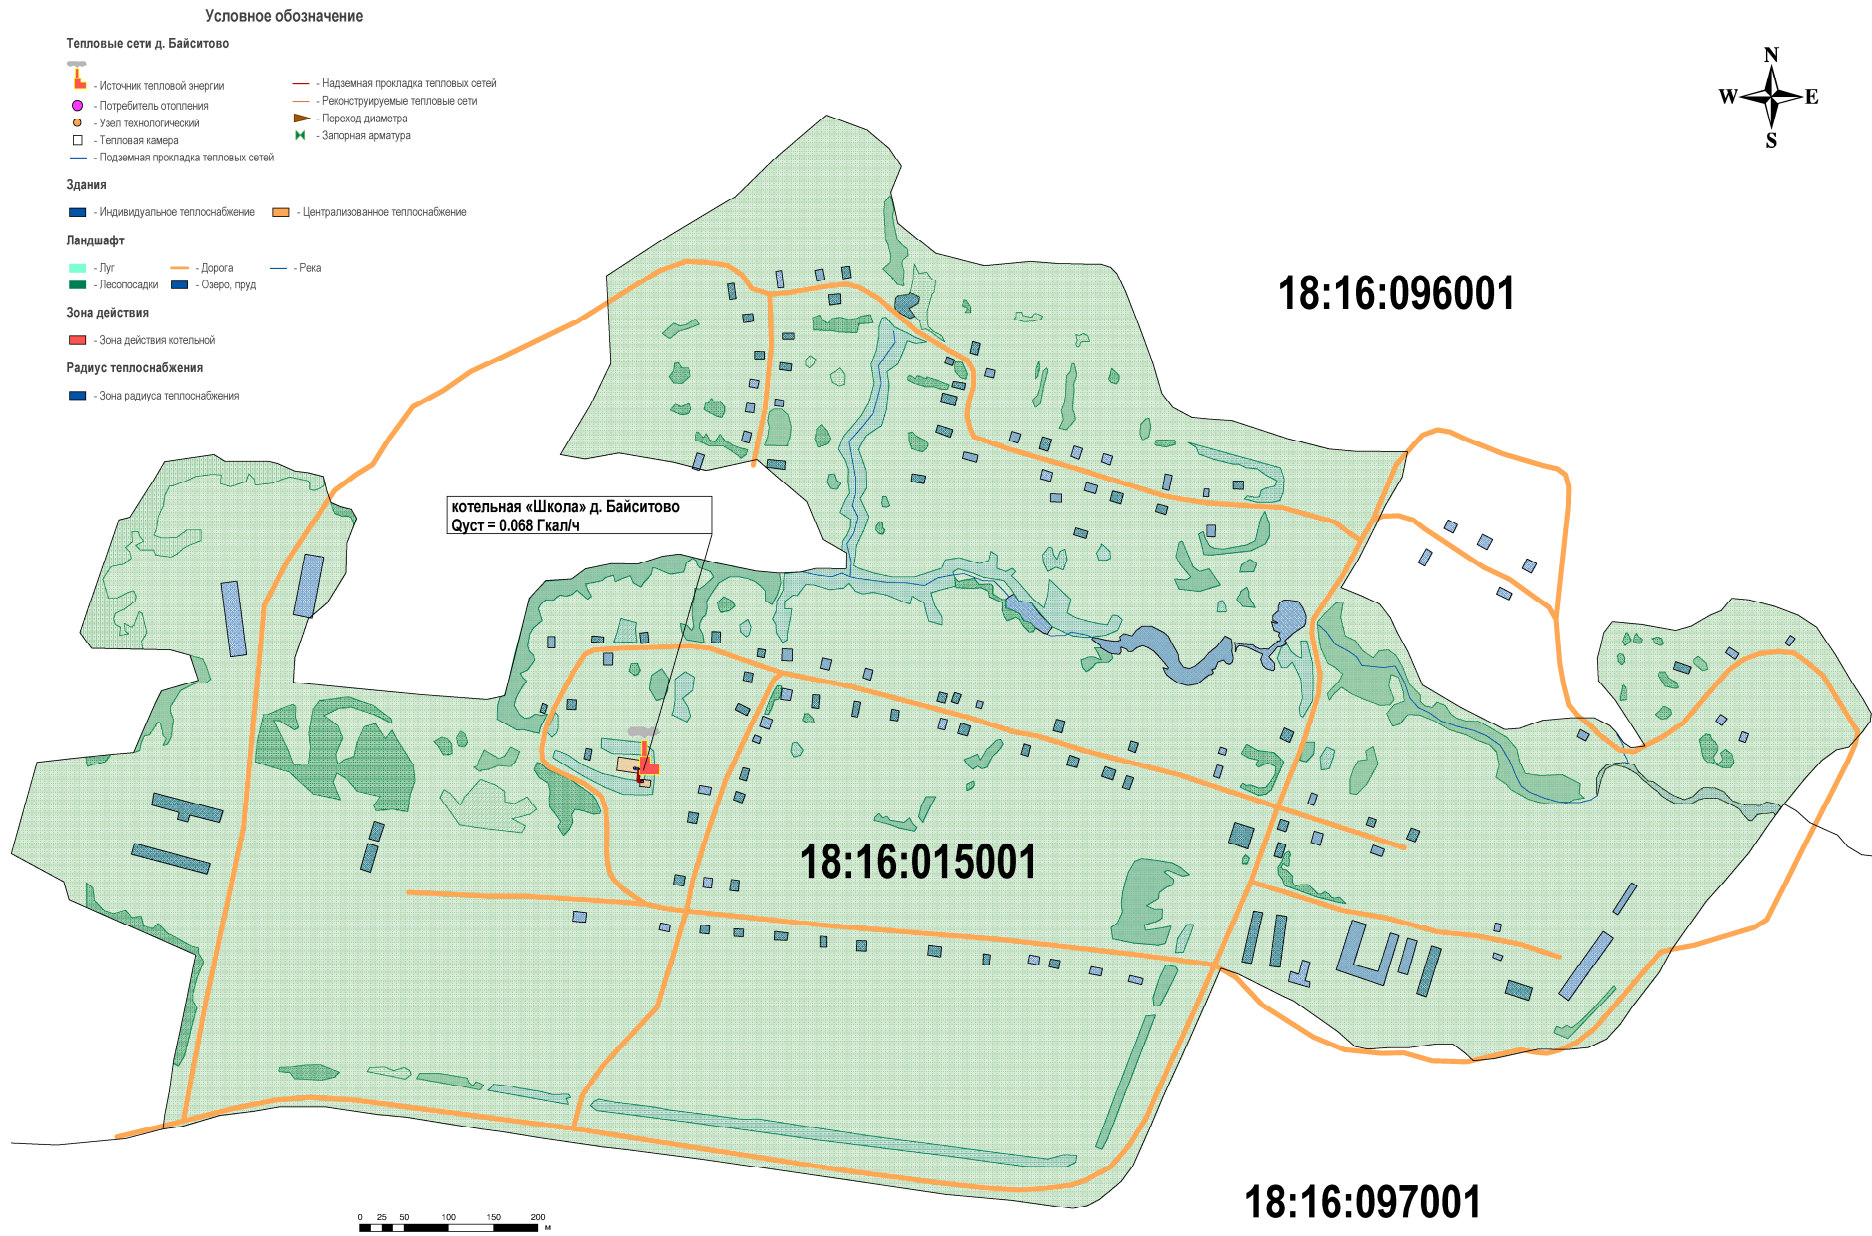 Условное обозначение
Тепловые сети д. Байситово
- Источник тепловой энергии
- Потребитель отопления
- Узел технологический
- Тепловая камера
- Подземная прокладка тепловых сетей
- Надземная прокладка тепловых сетей
- Реконструируемые тепловые сети
- Переход диаметра
- Запорная арматура
Здания
- Индивидуальное теплоснабжение
- Централизованное теплоснабжение
Ландшафт
- Луг
- Дорога
- Река
- Лесопосадки
- Озеро, пруд
Зона действия
- Зона действия котельной
Радиус теплоснабжения
- Зона радиуса теплоснабжения
N
W
E
S
18:16:096001
котельная «Школа» д. Байситово
Qуст = 0.068 Гкал/ч
18:16:015001
18:16:097001
0 25 50 100 150 200
м